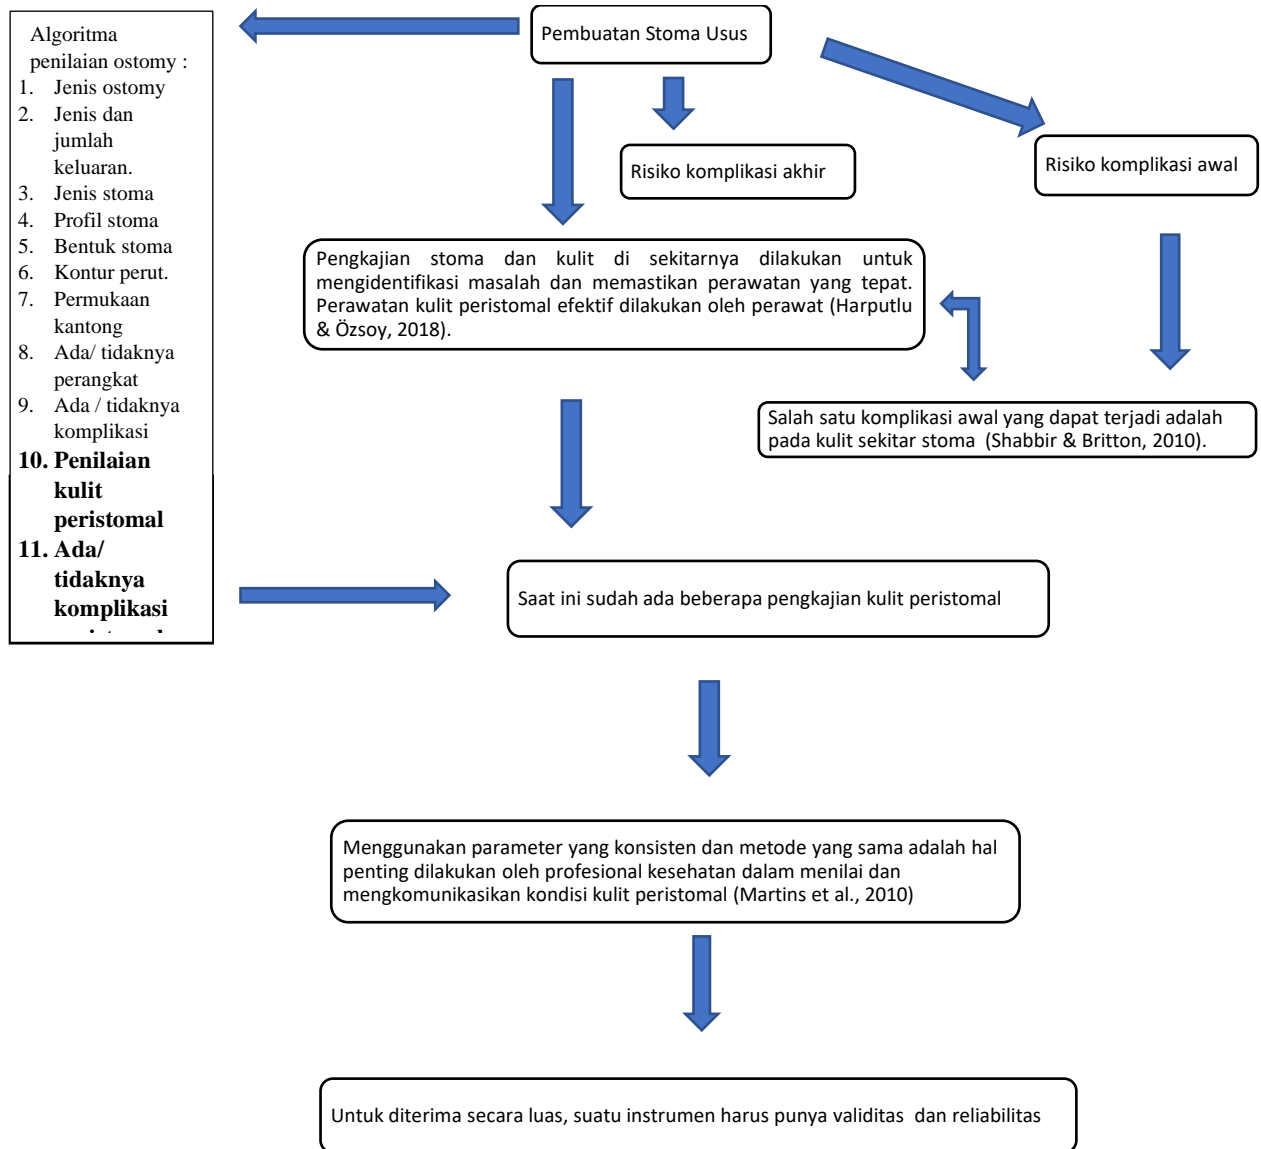 Algoritma
penilaian ostomy :
1. Jenis ostomy
2. Jenis dan
jumlah
keluaran.
3. Jenis stoma
4. Profil stoma
5. Bentuk stoma
6. Kontur perut.
7. Permukaan
kantong
8. Ada/ tidaknya
perangkat
9. Ada / tidaknya
komplikasi
10. Penilaian
kulit
peristomal
11. Ada/
tidaknya
komplikasi
Pembuatan Stoma Usus
Risiko komplikasi akhir
Risiko komplikasi awal
Pengkajian stoma dan kulit di sekitarnya dilakukan untuk
mengidentifikasi masalah dan memastikan perawatan yang tepat.
Perawatan kulit peristomal efektif dilakukan oleh perawat (Harputlu
& Özsoy, 2018).
Salah satu komplikasi awal yang dapat terjadi adalah
pada kulit sekitar stoma (Shabbir & Britton, 2010).
Saat ini sudah ada beberapa pengkajian kulit peristomal
Menggunakan parameter yang konsisten dan metode yang sama adalah hal
penting dilakukan oleh profesional kesehatan dalam menilai dan
mengkomunikasikan kondisi kulit peristomal (Martins et al., 2010)
Untuk diterima secara luas, suatu instrumen harus punya validitas dan reliabilitas